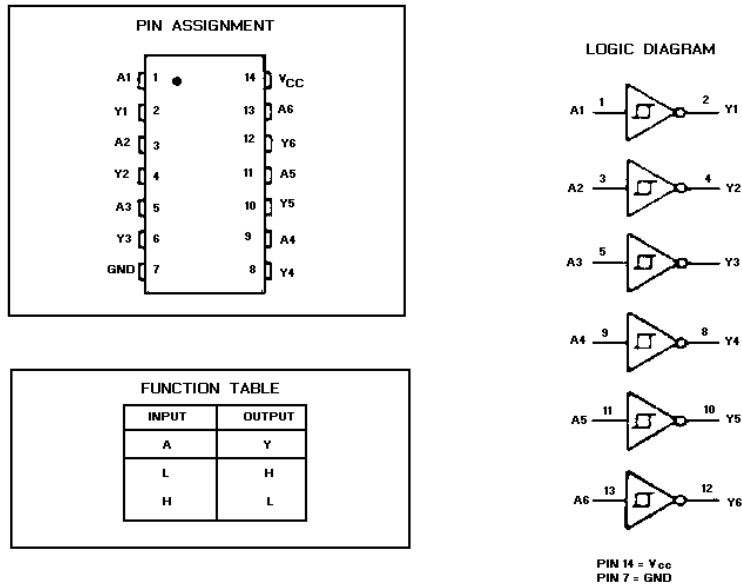 PIN ASSIGNMENT
A1 1 14 VCC
Y1 2 13 A6
A2 3 12 Y6
Y2 4 11 A5
A3 5 10 Y5
Y3 6 9 A4
GND 7 8 Y4
FUNCTION TABLE
INPUT OUTPUT
A Y
L H
H L
LOGIC DIAGRAM
A1 1 2 Y1
A2 3 4 Y2
A3 5 Y3
A4 9 8 Y4
A5 11 10 Y5
A6 13 12 Y6
PIN 14 = Vcc
PIN 7 = GND